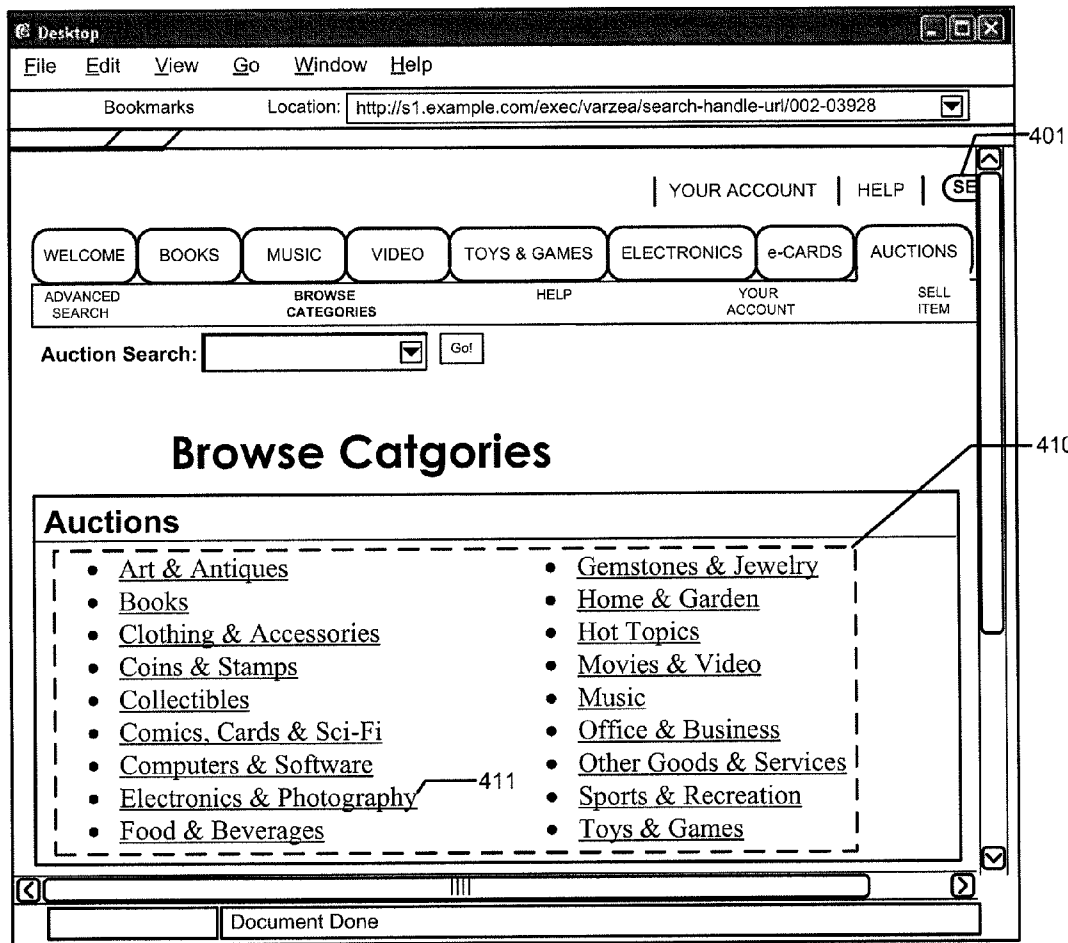 Desktop
File Edit View Go Window Help
Bookmarks Location: http://s1.example.com/exec/varzea/search-handle-url/002-03928
401
YOUR ACCOUNT | HELP | SE
WELCOME BOOKS MUSIC VIDEO TOYS & GAMES ELECTRONICS e-CARDS AUCTIONS
ADVANCED SEARCH BROWSE CATEGORIES HELP YOUR ACCOUNT SELL ITEM
Auction Search: Go!
Browse Catgories
410
Auctions
• Art & Antiques
• Books
• Clothing & Accessories
• Coins & Stamps
• Collectibles
• Comics, Cards & Sci-Fi
• Computers & Software
• Electronics & Photography 411
• Food & Beverages
• Gemstones & Jewelry
• Home & Garden
• Hot Topics
• Movies & Video
• Music
• Office & Business
• Other Goods & Services
• Sports & Recreation
• Toys & Games
Document Done